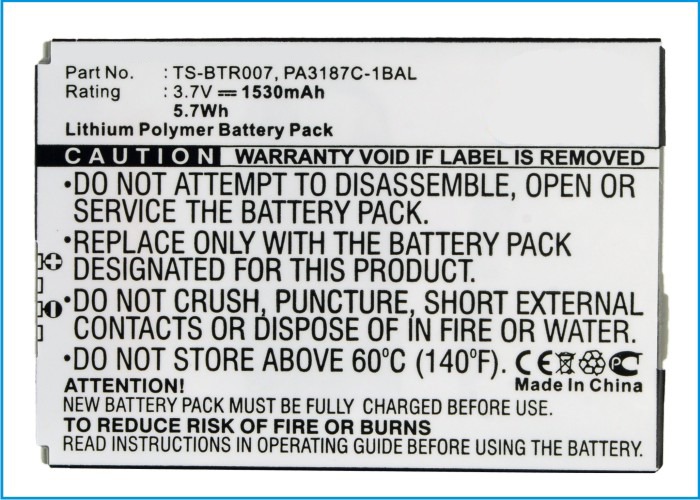 Part No. : TS-BTR007, PA3187C-1BAL
Rating : 3.7V 1530mAh
5.7Wh
Lithium Polymer Battery Pack
CAUTION WARRANTY VOID IF LABEL IS REMOVED
•DO NOT ATTEMPT TO DISASSEMBLE, OPEN OR
SERVICE THE BATTERY PACK.
•REPLACE ONLY WITH THE BATTERY PACK
DESIGNATED FOR THIS EQUIPMENT.
•DO NOT CRUSH, PUNCTURE, SHORT EXTERNAL
CONTACTS OR DISPOSE OF IN FIRE OR WATER.
•DO NOT STORE ABOVE 60°C (140°F). CE
Made In China
ATTENTION!
NEW BATTERY PACK MUST BE FULLY CHARGED BEFORE USE.
TO REDUCE RISK OF FIRE OR BURNS
READ INSTRUCTIONS IN OPERATING GUIDE BEFORE USING THE BATTERY.